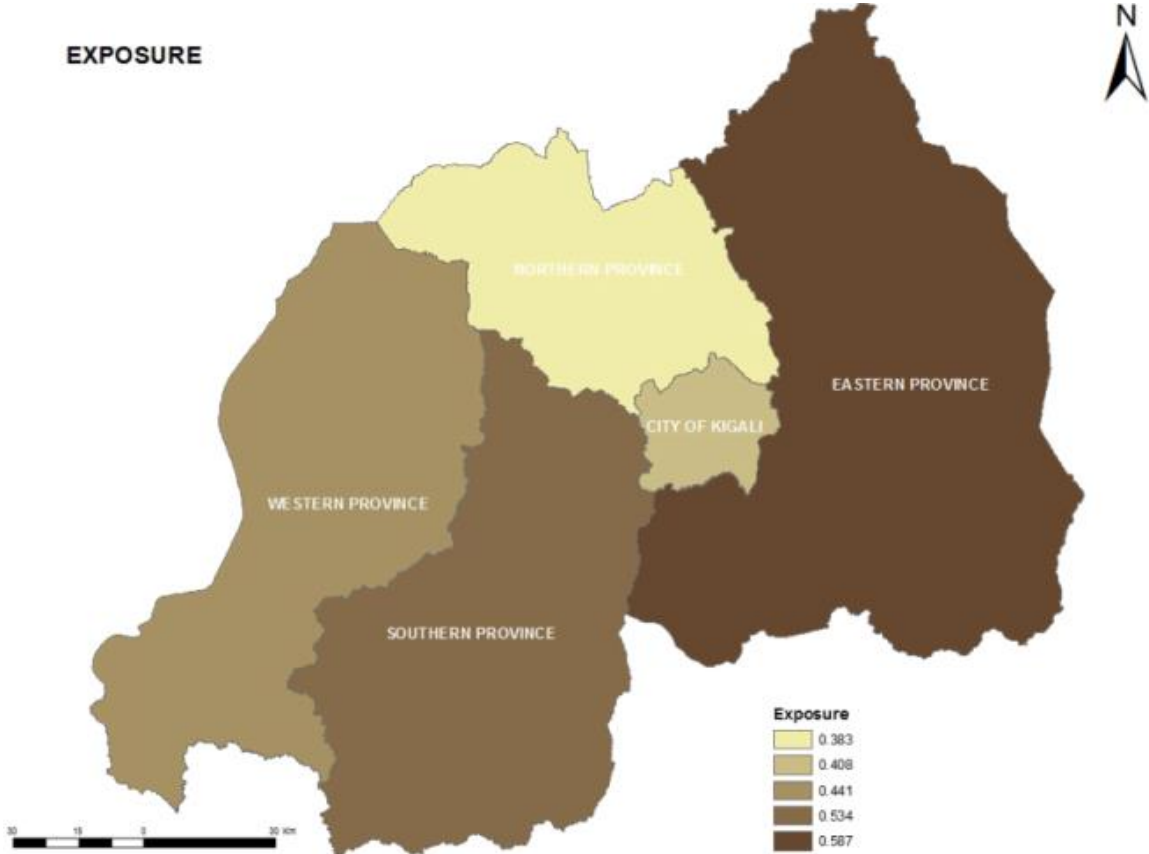 EXPOSURE
N
NORTHERN PROVINCE
EASTERN PROVINCE
CITY OF KIGALI
WESTERN PROVINCE
SOUTHERN PROVINCE
Exposure
0.383
0.408
0.441
0.534
0.587
30 15 0 30 Km